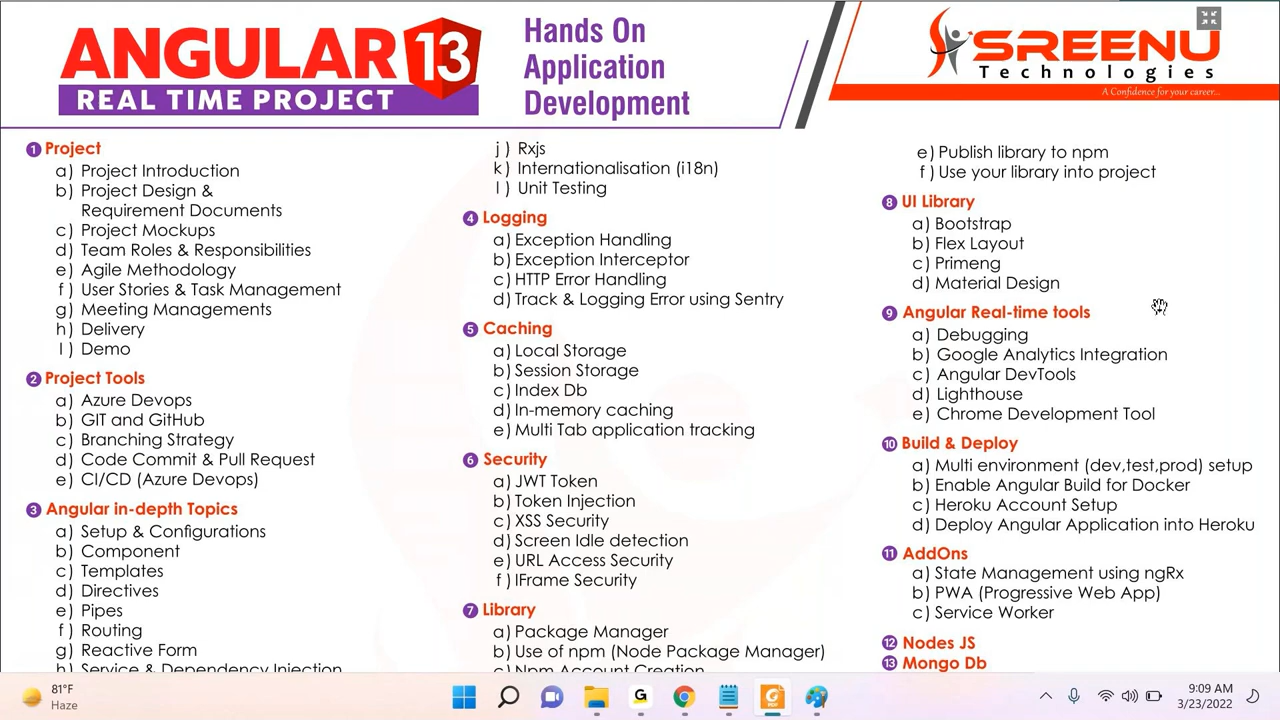 ANGULAR 13
REAL TIME PROJECT
Hands On
Application
Development
SREENU
Technologies
A Confidence for your career...
1 Project
a) Project Introduction
b) Project Design &
Requirement Documents
c) Project Mockups
d) Team Roles & Responsibilities
e) Agile Methodology
f) User Stories & Task Management
g) Meeting Managements
h) Delivery
l) Demo
2 Project Tools
a) Azure Devops
b) GIT and GitHub
c) Branching Strategy
d) Code Commit & Pull Request
e) CI/CD (Azure Devops)
3 Angular in-depth Topics
a) Setup & Configurations
b) Component
c) Templates
d) Directives
e) Pipes
f) Routing
g) Reactive Form
h) Service & Dependency Injection
j) Rxjs
k) Internationalisation (i18n)
l) Unit Testing
4 Logging
a) Exception Handling
b) Exception Interceptor
c) HTTP Error Handling
d) Track & Logging Error using Sentry
5 Caching
a) Local Storage
b) Session Storage
c) Index Db
d) In-memory caching
e) Multi Tab application tracking
6 Security
a) JWT Token
b) Token Injection
c) XSS Security
d) Screen Idle detection
e) URL Access Security
f) IFrame Security
7 Library
a) Package Manager
b) Use of npm (Node Package Manager)
c) Npm Account Creation
e) Publish library to npm
f) Use your library into project
8 UI Library
a) Bootstrap
b) Flex Layout
c) Primeng
d) Material Design
9 Angular Real-time tools
a) Debugging
b) Google Analytics Integration
c) Angular DevTools
d) Lighthouse
e) Chrome Development Tool
10 Build & Deploy
a) Multi environment (dev,test,prod) setup
b) Enable Angular Build for Docker
c) Heroku Account Setup
d) Deploy Angular Application into Heroku
11 AddOns
a) State Management using ngRx
b) PWA (Progressive Web App)
c) Service Worker
12 Nodes JS
13 Mongo Db
81°F
Haze
G
PDF
9:09 AM
3/23/2022